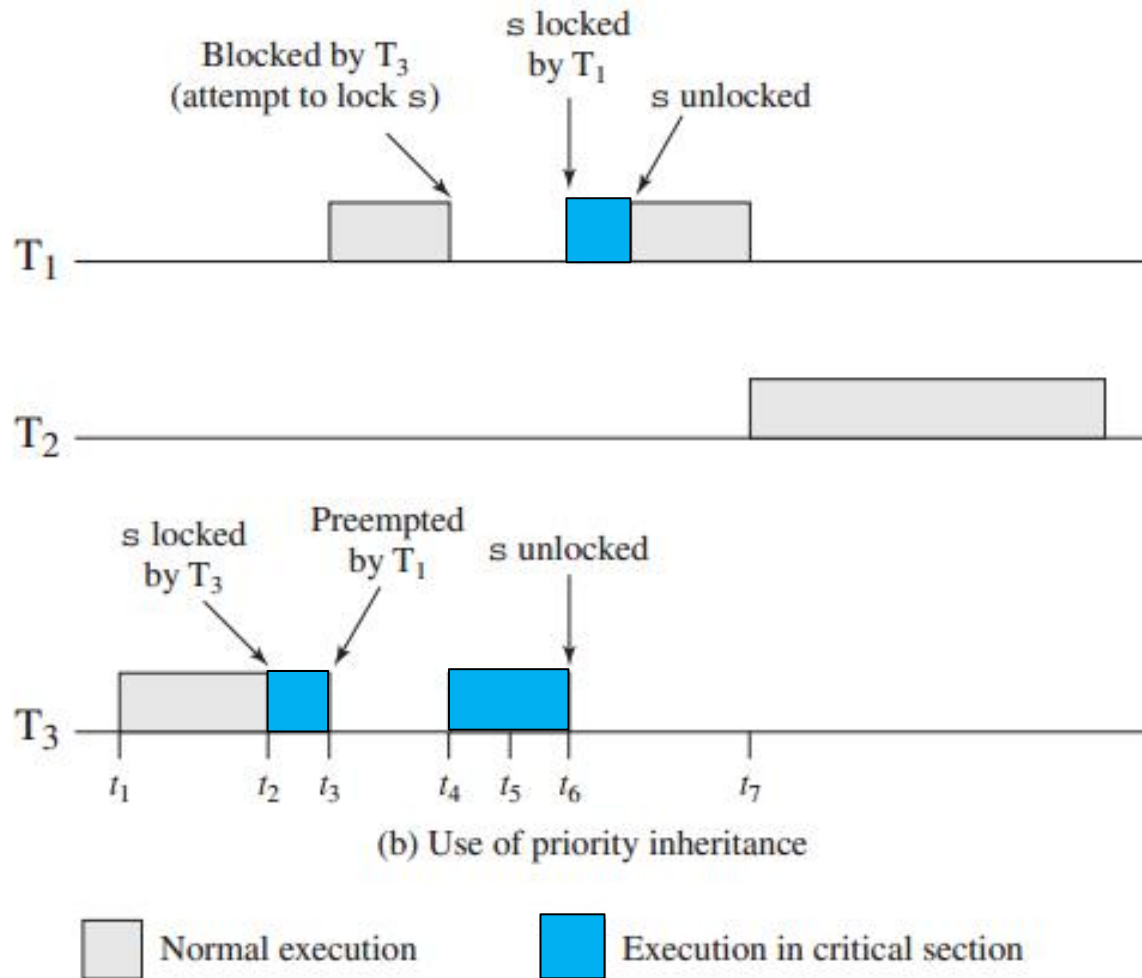 Blocked by T₃
(attempt to lock s)
s locked
by T₁
s unlocked
T₁
T₂
s locked
by T₃
Preempted
by T₁
s unlocked
T₃
t₁ t₂ t₃ t₄ t₅ t₆ t₇
(b) Use of priority inheritance
Normal execution
Execution in critical section